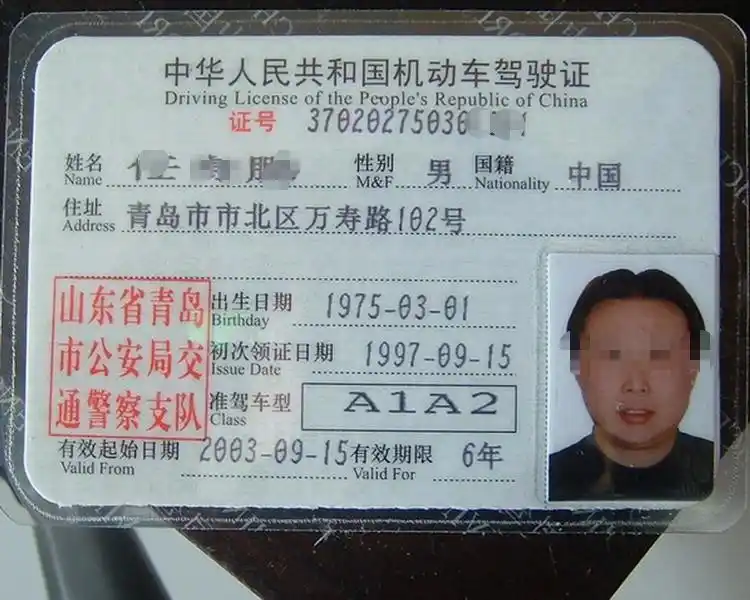 中华人民共和国机动车驾驶证
Driving License of the People's Republic of China
证号 37020275030
姓名 Name 性别 M&F 男 国籍 Nationality 中国
住址 Address 青岛市市北区万寿路102号
山东省青岛
市公安局交
通警察支队
出生日期 Birthday 1975-03-01
初次领证日期 Issue Date 1997-09-15
准驾车型 Class A1A2
有效起始日期 Valid From 2003-09-15 有效期限 Valid For 6年